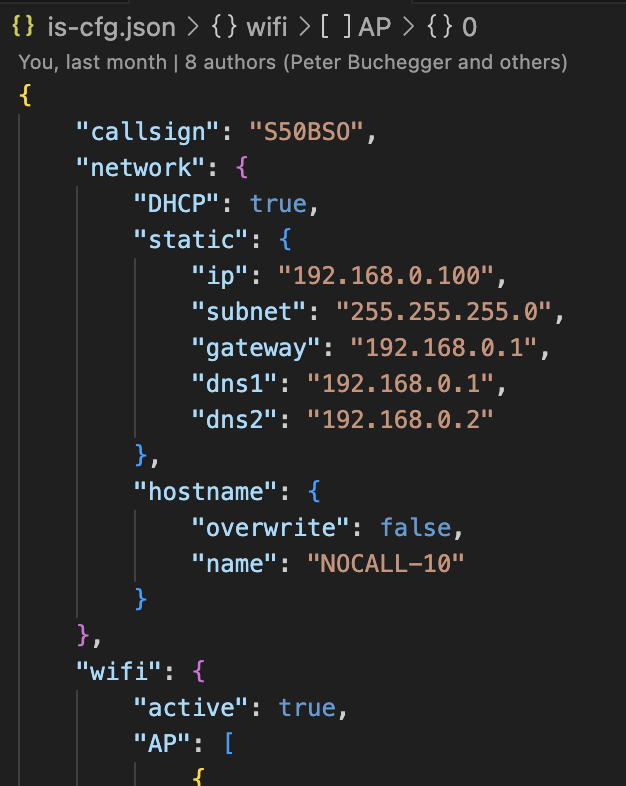 {} is-cfg.json > {} wifi > [ ] AP > {} 0
You, last month | 8 authors (Peter Buchegger and others)
{
    "callsign": "S50BSO",
    "network": {
        "DHCP": true,
        "static": {
            "ip": "192.168.0.100",
            "subnet": "255.255.255.0",
            "gateway": "192.168.0.1",
            "dns1": "192.168.0.1",
            "dns2": "192.168.0.2"
        },
        "hostname": {
            "overwrite": false,
            "name": "NOCALL-10"
        }
    },
    "wifi": {
        "active": true,
        "AP": [
            {